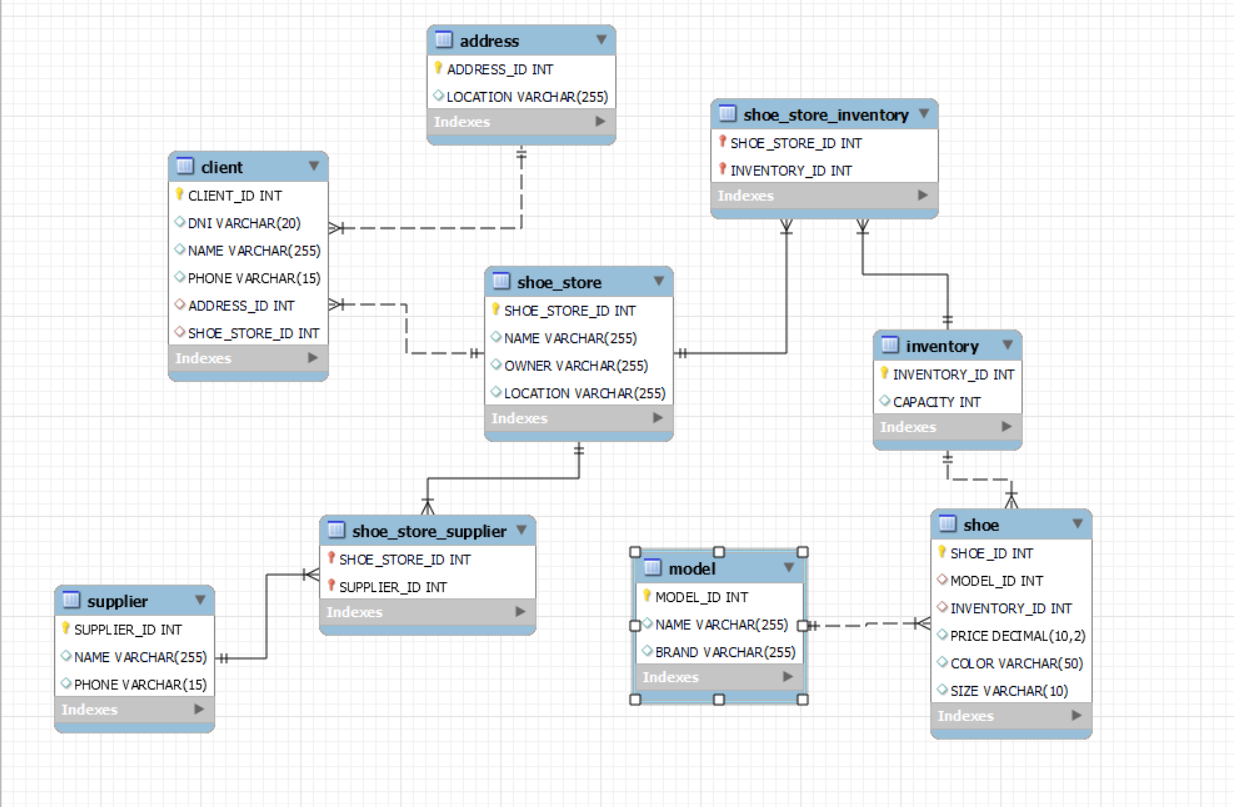 address
ADDRESS_ID INT
LOCATION VARCHAR(255)
Indexes
client
CLIENT_ID INT
DNI VARCHAR(20)
NAME VARCHAR(255)
PHONE VARCHAR(15)
ADDRESS_ID INT
SHOE_STORE_ID INT
Indexes
shoe_store_inventory
SHOE_STORE_ID INT
INVENTORY_ID INT
Indexes
shoe_store
SHOE_STORE_ID INT
NAME VARCHAR(255)
OWNER VARCHAR(255)
LOCATION VARCHAR(255)
Indexes
inventory
INVENTORY_ID INT
CAPACITY INT
Indexes
shoe_store_supplier
SHOE_STORE_ID INT
SUPPLIER_ID INT
Indexes
supplier
SUPPLIER_ID INT
NAME VARCHAR(255)
PHONE VARCHAR(15)
Indexes
model
MODEL_ID INT
NAME VARCHAR(255)
BRAND VARCHAR(255)
Indexes
shoe
SHOE_ID INT
MODEL_ID INT
INVENTORY_ID INT
PRICE DECIMAL(10,2)
COLOR VARCHAR(50)
SIZE VARCHAR(10)
Indexes